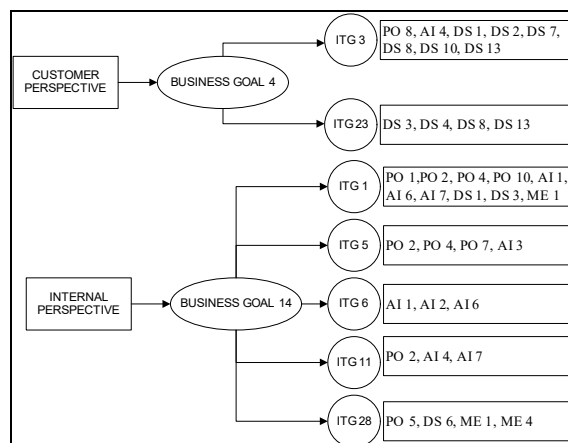 ITG 3
PO 8, AI 4, DS 1, DS 2, DS 7,
DS 8, DS 10, DS 13
CUSTOMER
PERSPECTIVE
BUSINESS GOAL 4
ITG 23
DS 3, DS 4, DS 8, DS 13
ITG 1
PO 1,PO 2, PO 4, PO 10, AI 1,
AI 6, AI 7, DS 1, DS 3, ME 1
ITG 5
PO 2, PO 4, PO 7, AI 3
INTERNAL
PERSPECTIVE
BUSINESS GOAL 14
ITG 6
AI 1, AI 2, AI 6
ITG 11
PO 2, AI 4, AI 7
ITG 28
PO 5, DS 6, ME 1, ME 4